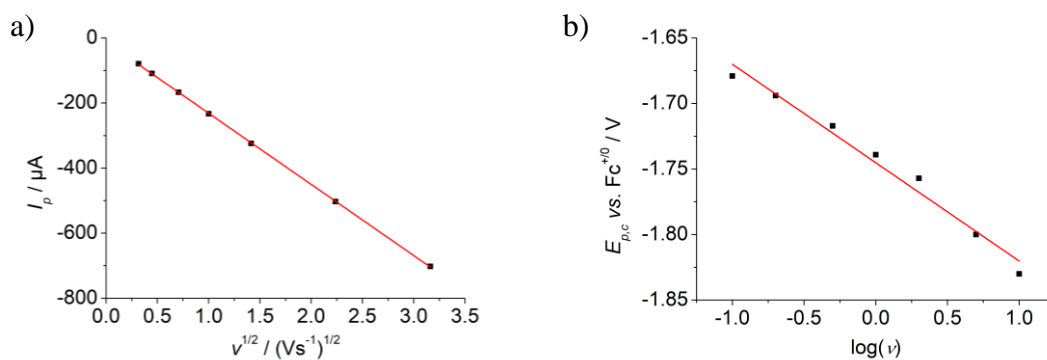 a)
0
-200
-400
-600
-800
I_p / µA
0.0 0.5 1.0 1.5 2.0 2.5 3.0 3.5
v^{1/2} / (Vs^{-1})^{1/2}
b)
-1.65
-1.70
-1.75
-1.80
-1.85
E_{p,c} vs. Fc^{+/0} / V
-1.0 -0.5 0.0 0.5 1.0
log(v)